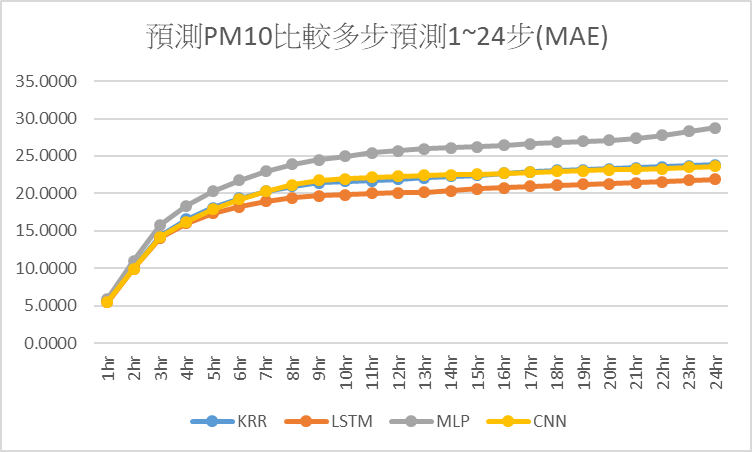 預測PM10比較多步預測1~24步(MAE)
35.0000
30.0000
25.0000
20.0000
15.0000
10.0000
5.0000
0.0000
1hr 2hr 3hr 4hr 5hr 6hr 7hr 8hr 9hr 10hr 11hr 12hr 13hr 14hr 15hr 16hr 17hr 18hr 19hr 20hr 21hr 22hr 23hr 24hr
KRR LSTM MLP CNN